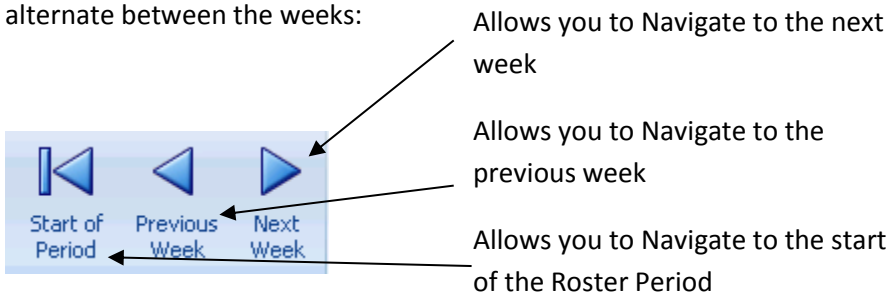 alternate between the weeks:
Allows you to Navigate to the next
week
Allows you to Navigate to the
previous week
Allows you to Navigate to the start
of the Roster Period
Start of
Period
Previous
Week
Next
Week